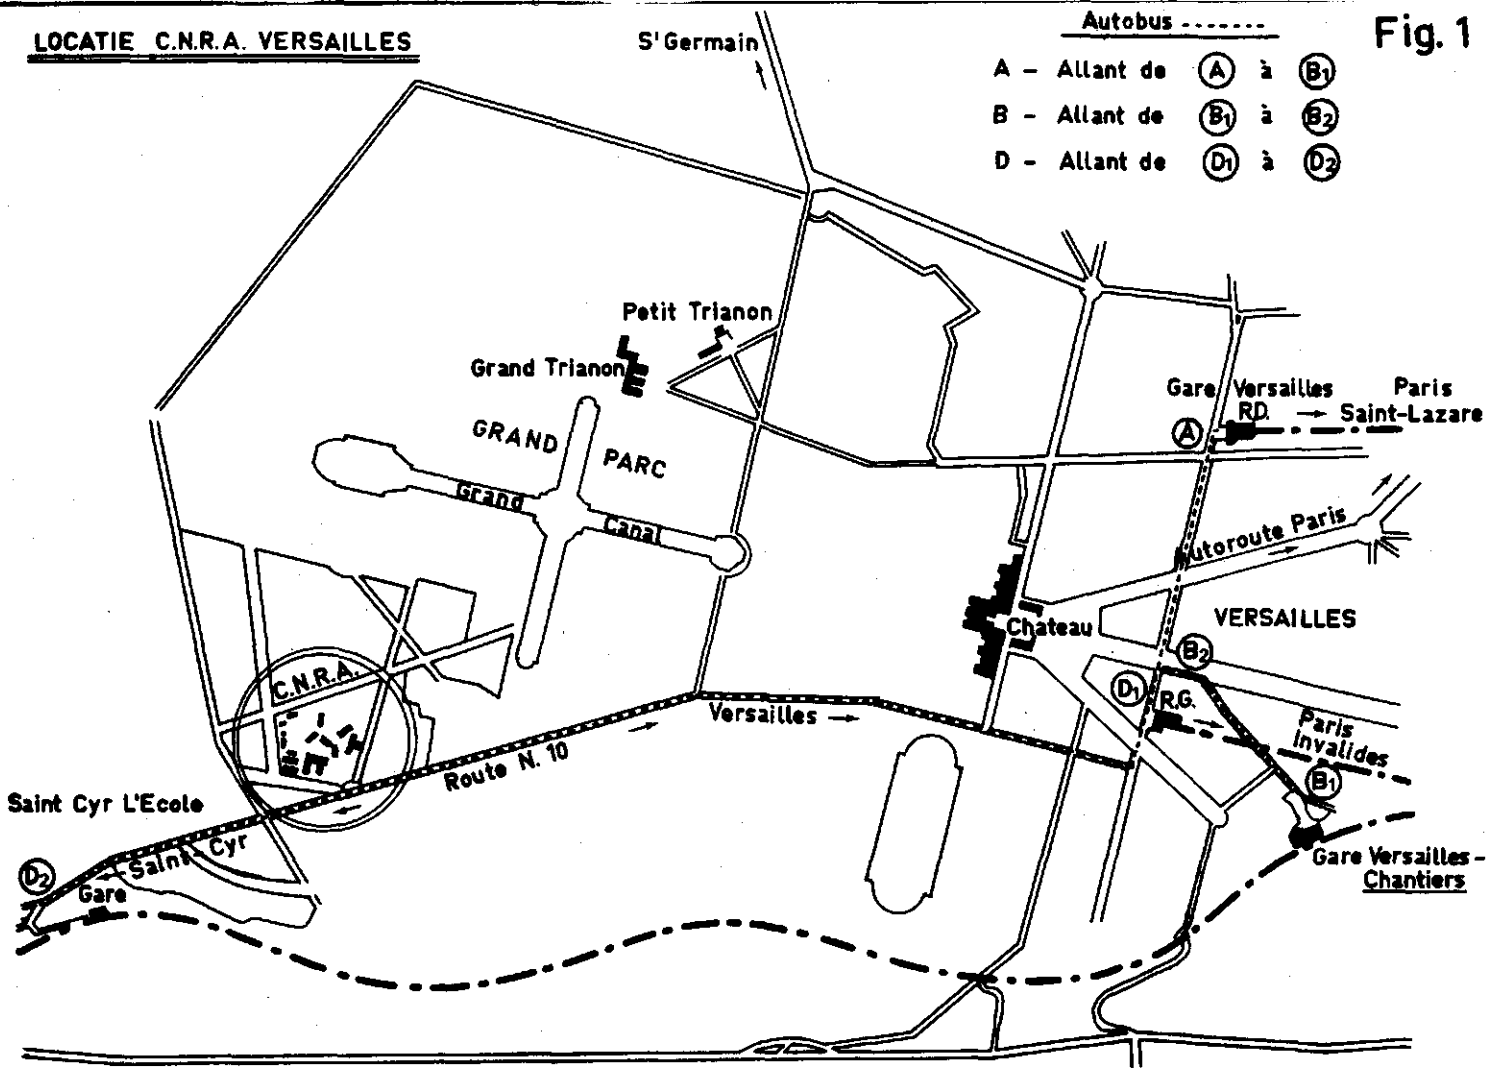 LOCATIE C.N.R.A. VERSAILLES
Fig. 1
Autobus -------
A - Allant de A à B1
B - Allant de B1 à B2
D - Allant de D1 à D2
St Germain
Petit Trianon
Grand Trianon
GRAND
PARC
Grand
Canal
Gare Versailles
R.D.
Paris
Saint-Lazare
A
Autoroute Paris
VERSAILLES
Chateau
B2
D1
R.G.
Paris
Invalides
B1
C.N.R.A.
Versailles
Route N. 10
Saint Cyr L'Ecole
Saint-Cyr
D2
Gare
Gare Versailles-
Chantiers